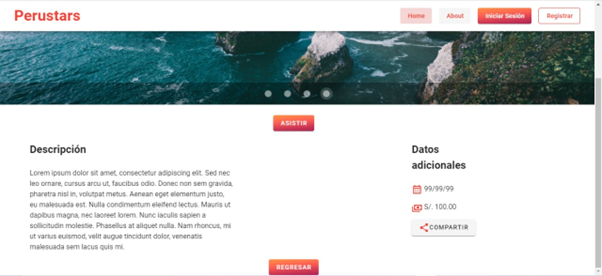 Perustars
Home About Iniciar Sesión Registrar
ASISTIR
Descripción
Lorem ipsum dolor sit amet, consectetur adipiscing elit. Sed nec
leo ornare, cursus arcu ut, faucibus odio. Donec non sem gravida,
pharetra nisl in, volutpat metus. Aenean eget elementum justo,
eu malesuada est. Nulla condimentum eleifend lectus. Mauris ut
dapibus magna, nec laoreet lorem. Nunc iaculis sapien a
sollicitudin molestie. Phasellus at aliquet nulla. Nam rhoncus, mi
ut varius euismod, velit augue tincidunt dolor, venenatis
malesuada sem lacus quis mi.
Datos
adicionales
99/99/99
S/. 100.00
COMPARTIR
REGRESAR